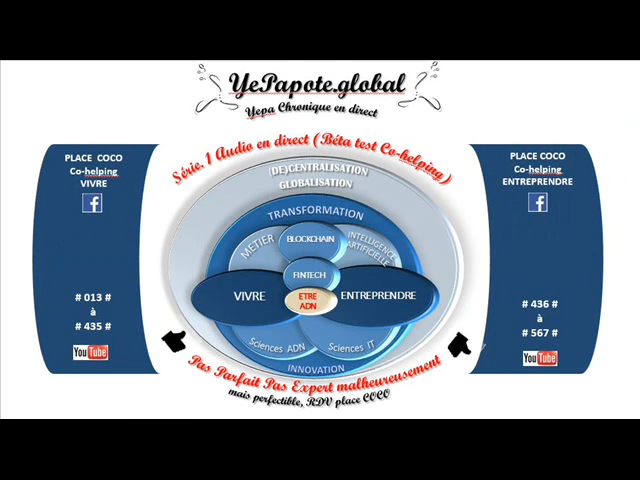 YePapote.global
Yepa Chronique en direct
Série, 1 Audio en direct (Béta test Co-helping)
PLACE COCO
Co-helping
VIVRE
# 013 #
à
# 435 #
YouTube
(DE)CENTRALISATION
GLOBALISATION
TRANSFORMATION
METIER
BLOCKCHAIN
INTELLIGENCE
ARTIFICIELLE
FINTECH
VIVRE
ETRE
ADN
ENTREPRENDRE
Sciences ADN
Sciences IT
INNOVATION
PLACE COCO
Co-helping
ENTREPRENDRE
# 436 #
à
# 567 #
YouTube
Pas Parfait Pas Expert malheureusement
mais perfectible, RDV place COCO